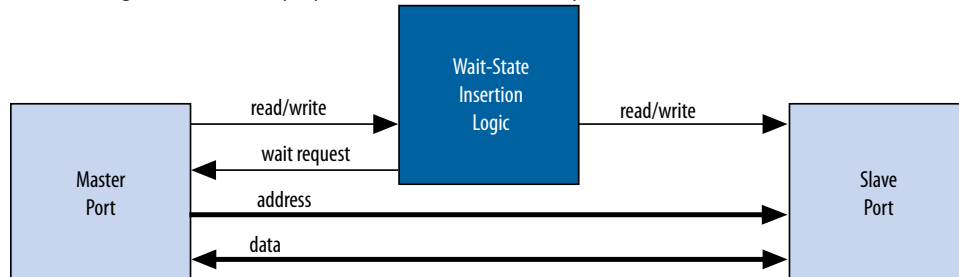 Wait-State
Insertion
Logic
read/write
read/write
wait request
Master
Port
Slave
Port
address
data